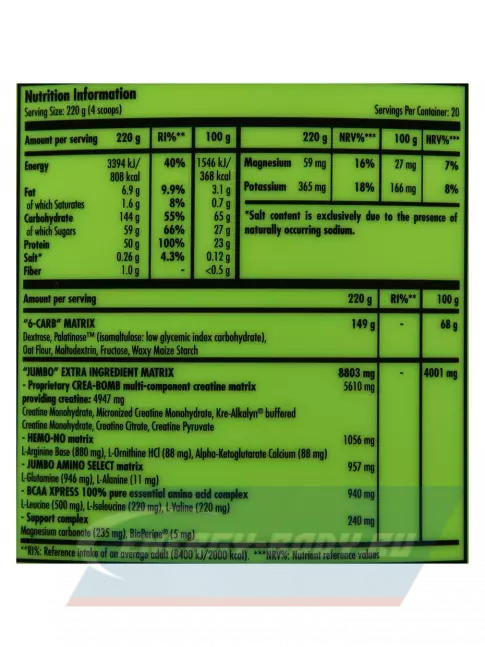 Nutrition Information
Serving Size: 220 g (4 scoops) Servings Per Container: 20
Amount per serving 220 g RI%** 100 g
Energy 3394 kJ/ 40% 1546 kJ/
808 kcal 368 kcal
Fat 6.9 g 9.9% 3.1 g
of which Saturates 1.6 g 8% 0.7 g
Carbohydrate 144 g 55% 65 g
of which Sugars 59 g 66% 27 g
Protein 50 g 100% 23 g
Salt* 0.26 g 4.3% 0.12 g
Fiber 1.0 g - <0.5 g
220 g NRV%*** 100 g NRV%***
Magnesium 59 mg 16% 27 mg 7%
Potassium 365 mg 18% 166 mg 8%
*Salt content is exclusively due to the presence of
naturally occurring sodium.
Amount per serving 220 g RI%** 100 g
"6-CARB" MATRIX 149 g - 68 g
Dextrose, Palatinose™ (isomaltulose: low glycemic index carbohydrate),
Oat Flour, Maltodextrin, Fructose, Waxy Maize Starch
"JUMBO" EXTRA INGREDIENT MATRIX 8803 mg - 4001 mg
- Proprietary CREA-BOMB multi-component creatine matrix 5610 mg
providing creatine: 4947 mg
Creatine Monohydrate, Micronized Creatine Monohydrate, Kre-Alkalyn® buffered
Creatine Monohydrate, Creatine Citrate, Creatine Pyruvate
- HEMO-NO matrix 1056 mg
L-Arginine Base (880 mg), L-Ornithine HCl (88 mg), Alpha-Ketoglutarate Calcium (88 mg)
- JUMBO AMINO SELECT matrix 957 mg
L-Glutamine (946 mg), L-Alanine (11 mg)
- BCAA XPRESS 100% pure essential amino acid complex 940 mg
L-Leucine (500 mg), L-Isoleucine (220 mg), L-Valine (220 mg)
- Support complex 240 mg
Magnesium carbonate (235 mg), BioPerine® (5 mg)
**RI%: Reference intake of an average adult (8400 kJ/2000 kcal). ***NRV%: Nutrient reference values
ENERGY-BODY.RU